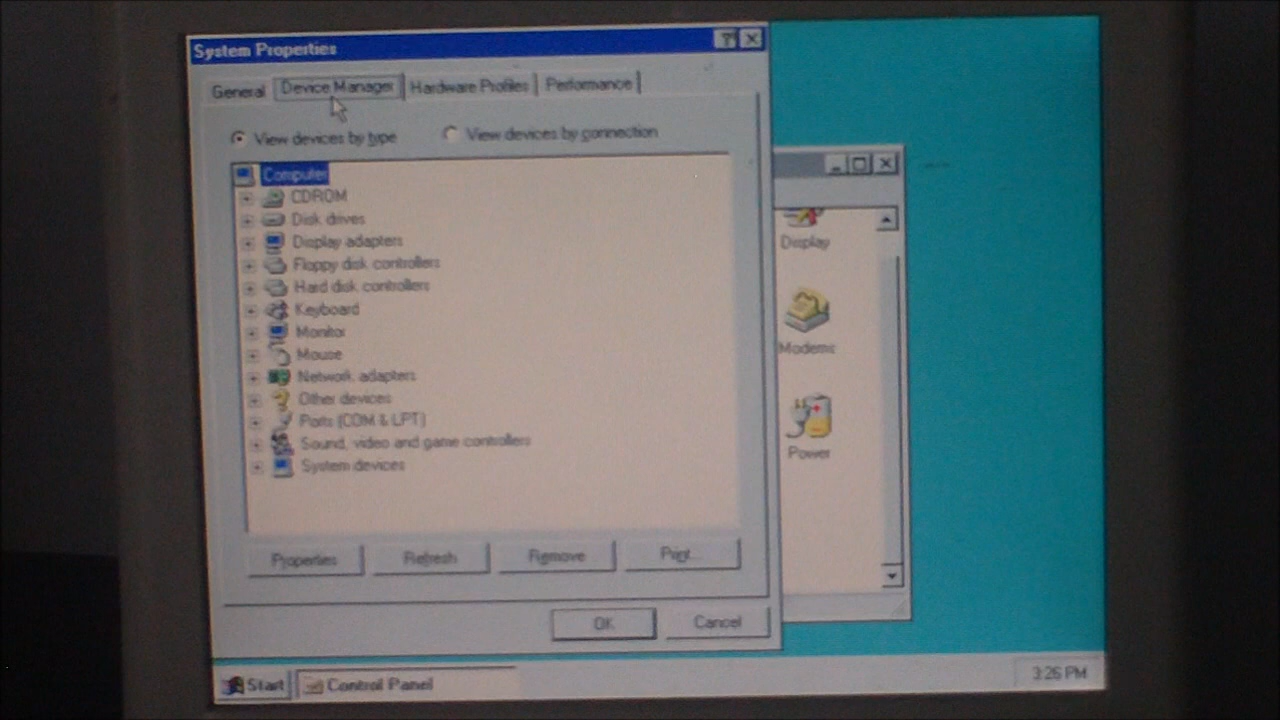 System Properties
General Device Manager Hardware Profiles Performance
View devices by type View devices by connection
Computer
CDROM
Disk drives
Display adapters
Floppy disk controllers
Hard disk controllers
Keyboard
Monitor
Mouse
Network adapters
Other devices
Ports (COM & LPT)
Sound, video and game controllers
System devices
Properties Refresh Remove Print...
OK Cancel
Display
Modems
Power
Start Control Panel 3:26 PM